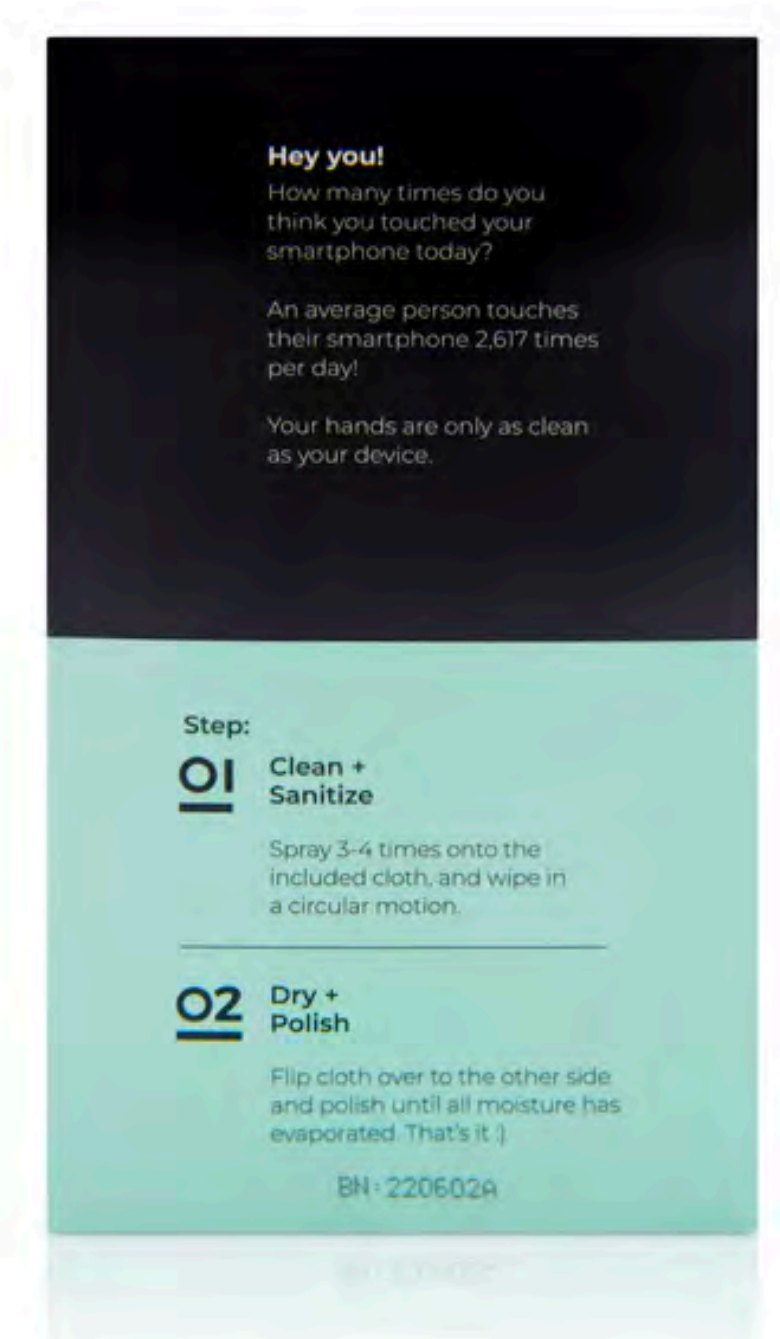 Hey you!
How many times do you
think you touched your
smartphone today?
An average person touches
their smartphone 2,617 times
per day!
Your hands are only as clean
as your device.
Step:
01
Clean +
Sanitize
Spray 3-4 times onto the
included cloth, and wipe in
a circular motion.
02
Dry +
Polish
Flip cloth over to the other side
and polish until all moisture has
evaporated. That's it :)
BN: 220602A